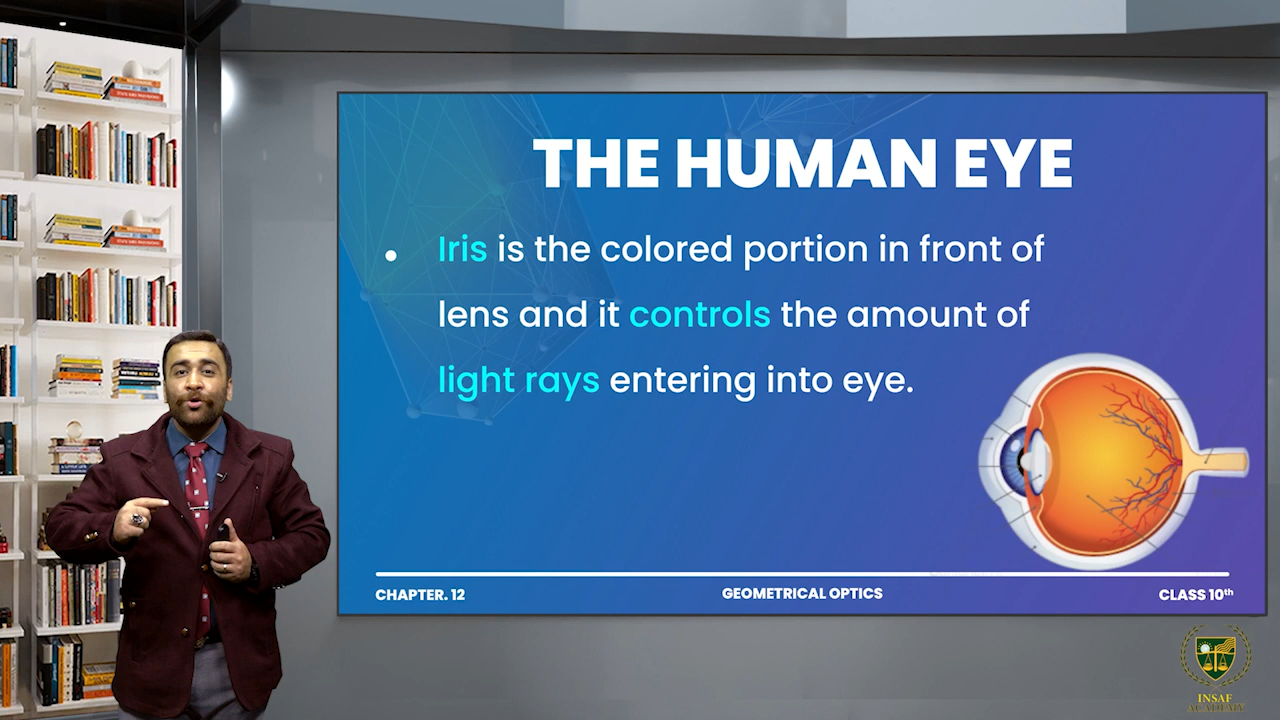 THE HUMAN EYE
• Iris is the colored portion in front of
lens and it controls the amount of
light rays entering into eye.
CHAPTER. 12
GEOMETRICAL OPTICS
CLASS 10th
INSAF
ACADEMY